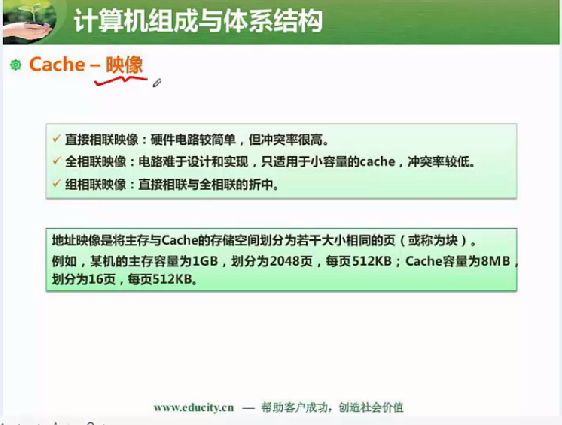 计算机组成与体系结构
Cache – 映像
✓ 直接相联映像：硬件电路较简单，但冲突率很高。
✓ 全相联映像：电路难于设计和实现，只适用于小容量的cache，冲突率较低。
✓ 组相联映像：直接相联与全相联的折中。
地址映像是将主存与Cache的存储空间划分为若干大小相同的页（或称为块）。
例如，某机的主存容量为1GB，划分为2048页，每页512KB；Cache容量为8MB，
划分为16页，每页512KB。
www.educity.cn — 帮助客户成功，创造社会价值